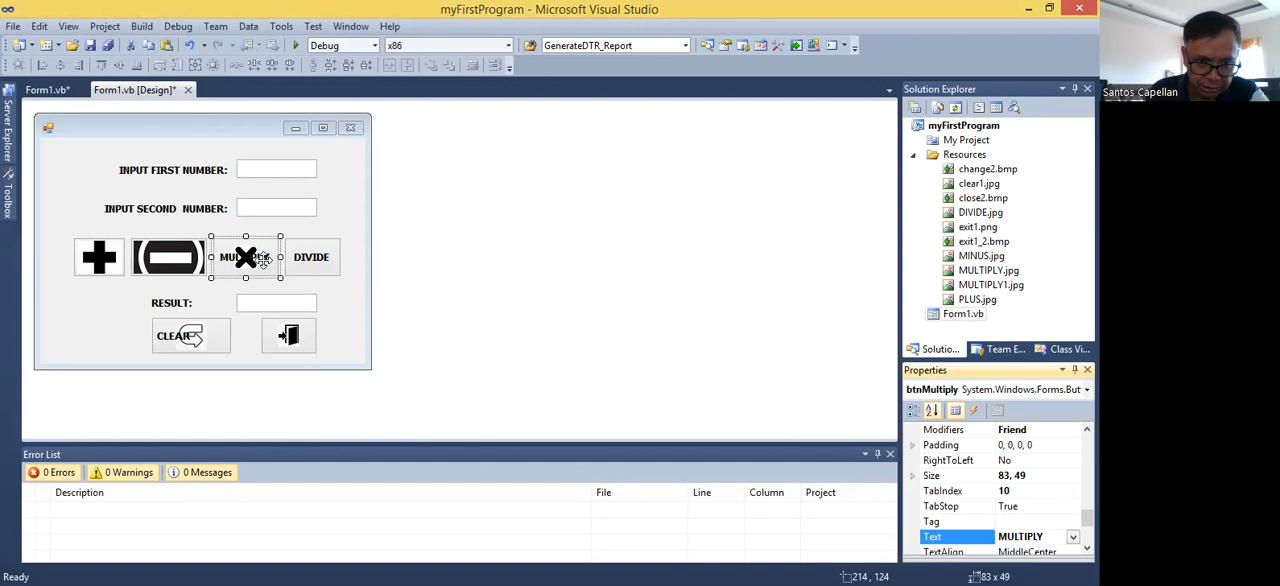 myFirstProgram - Microsoft Visual Studio
File Edit View Project Build Debug Team Data Tools Test Window Help
Debug x86 GenerateDTR_Report
Form1.vb* Form1.vb [Design]*
Server Explorer
Toolbox
INPUT FIRST NUMBER:
INPUT SECOND NUMBER:
DIVIDE
RESULT:
CLEAR
Solution Explorer
myFirstProgram
My Project
Resources
change2.bmp
clear1.jpg
close2.bmp
DIVIDE.jpg
exit1.png
exit1_2.bmp
MINUS.jpg
MULTIPLY.jpg
MULTIPLY1.jpg
PLUS.jpg
Form1.vb
Solutio... Team E... Class Vi...
Properties
btnMultiply System.Windows.Forms.But
Modifiers Friend
Padding 0, 0, 0, 0
RightToLeft No
Size 83, 49
TabIndex 10
TabStop True
Tag
Text MULTIPLY
TextAlign MiddleCenter
Error List
0 Errors 0 Warnings 0 Messages
Description File Line Column Project
Ready 214, 124 83 x 49
Santos Capellan